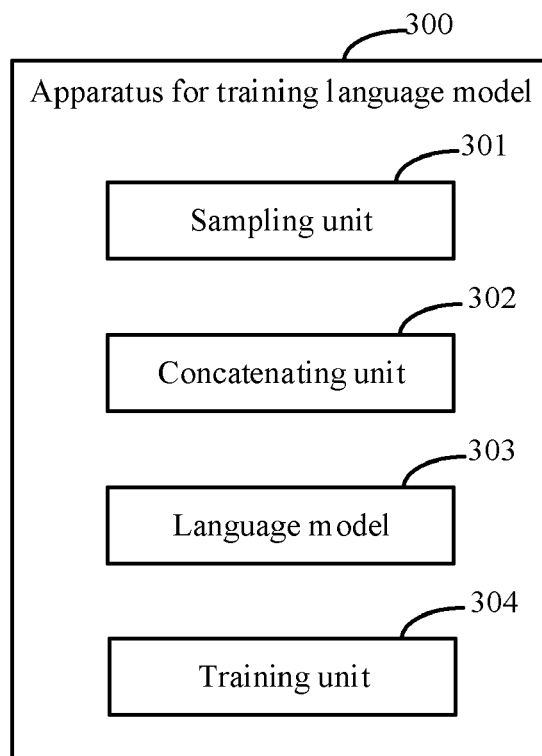 300
Apparatus for training language model
301
Sampling unit
302
Concatenating unit
303
Language model
304
Training unit